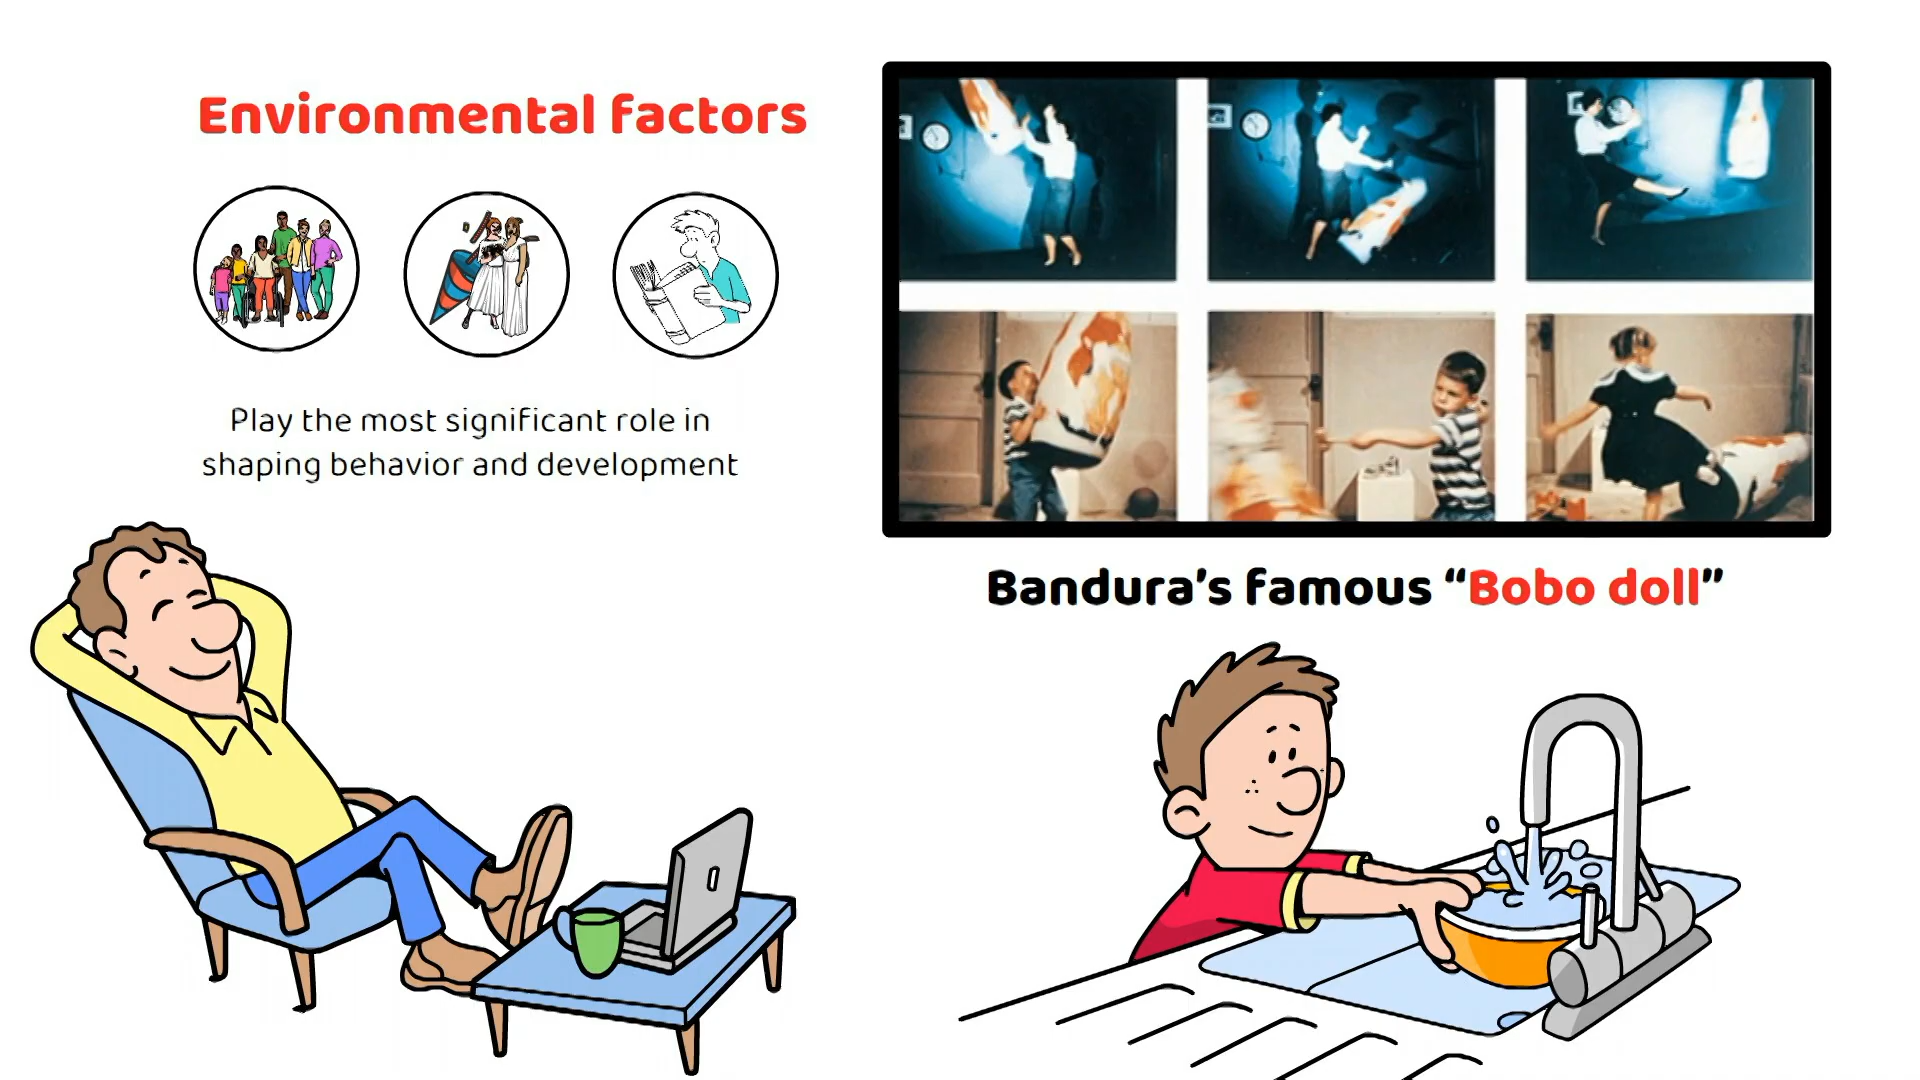 Environmental factors
Play the most significant role in
shaping behavior and development
Bandura's famous “Bobo doll”